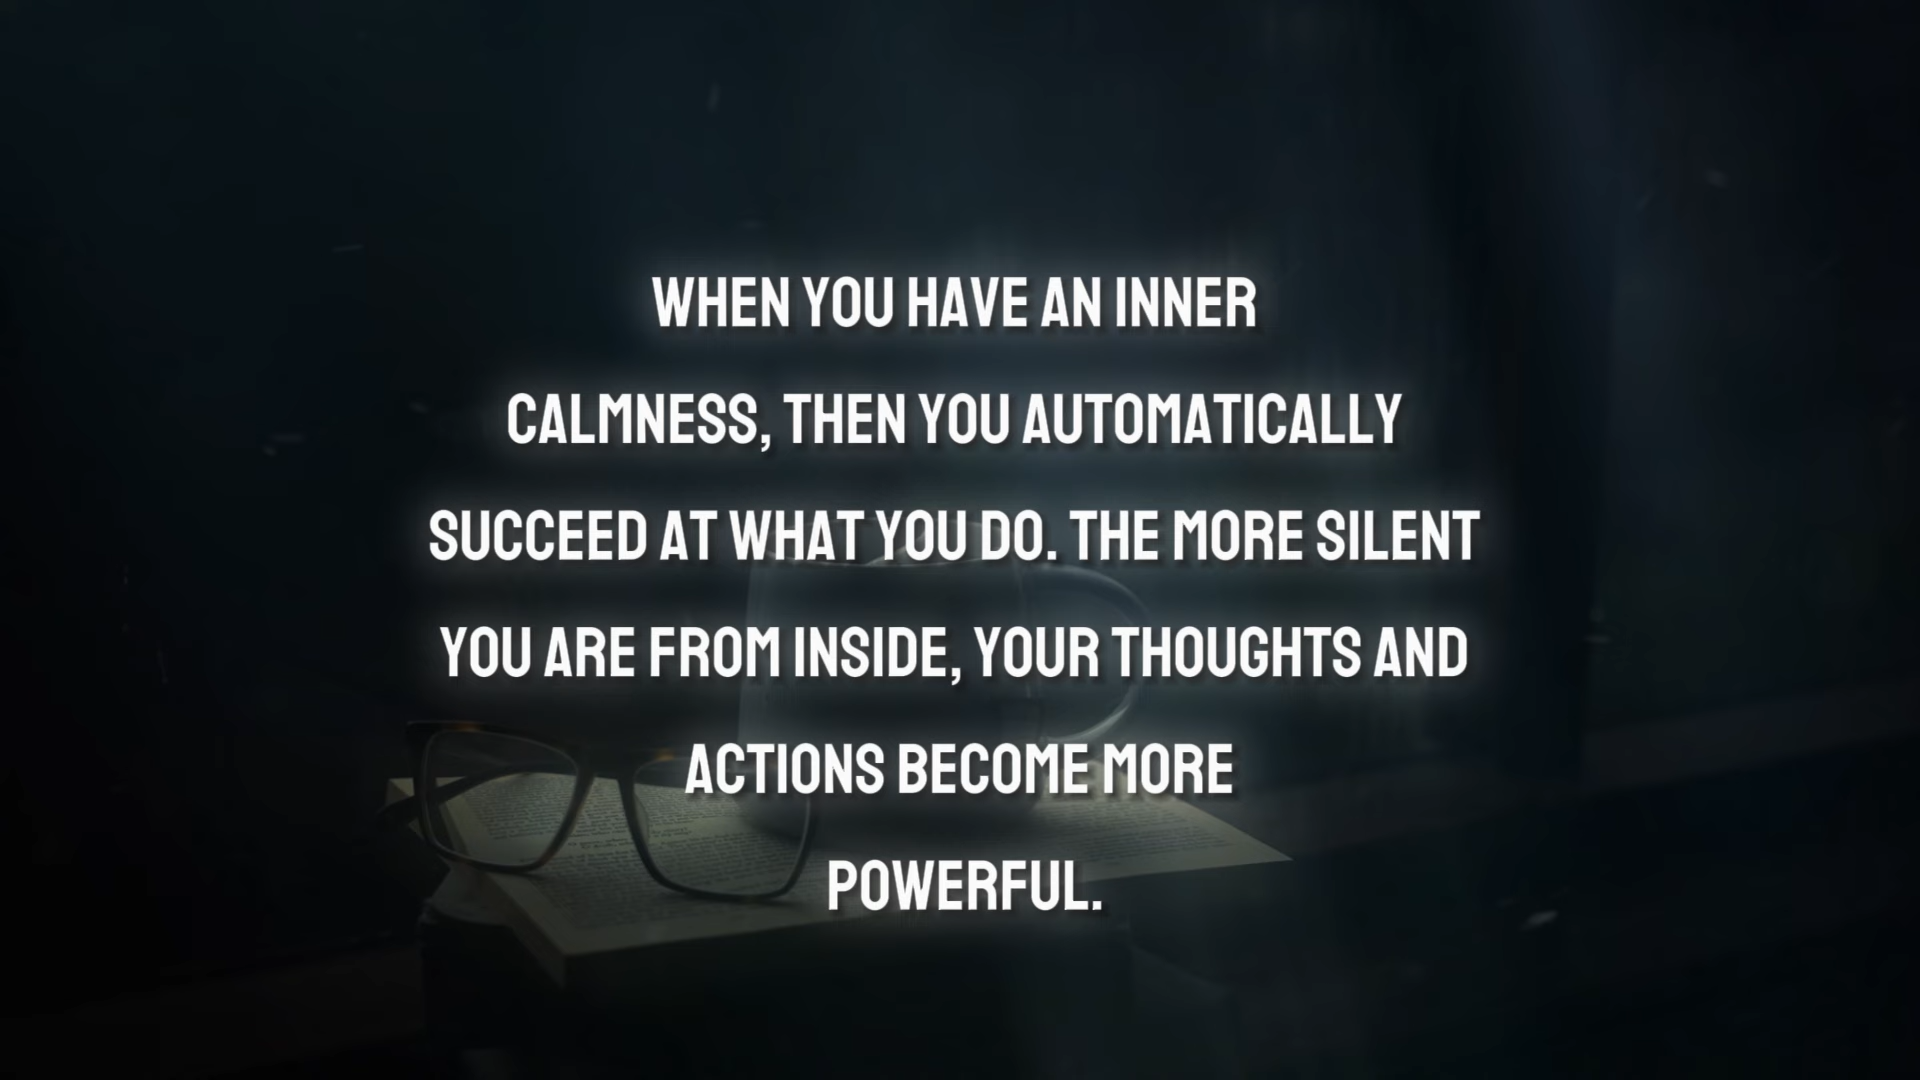 WHEN YOU HAVE AN INNER
CALMNESS, THEN YOU AUTOMATICALLY
SUCCEED AT WHAT YOU DO. THE MORE SILENT
YOU ARE FROM INSIDE, YOUR THOUGHTS AND
ACTIONS BECOME MORE
POWERFUL.